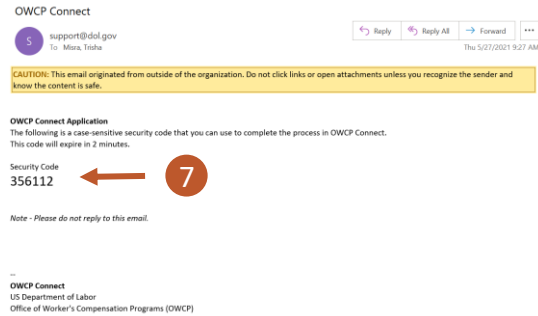 OWCP Connect
S
support@dol.gov
To Misra, Trisha
Reply
Reply All
Forward
...
Thu 5/27/2021 9:27 AM
CAUTION: This email originated from outside of the organization. Do not click links or open attachments unless you recognize the sender and
know the content is safe.
OWCP Connect Application
The following is a case-sensitive security code that you can use to complete the process in OWCP Connect.
This code will expire in 2 minutes.
Security Code
356112
7
Note - Please do not reply to this email.
--
OWCP Connect
US Department of Labor
Office of Worker's Compensation Programs (OWCP)